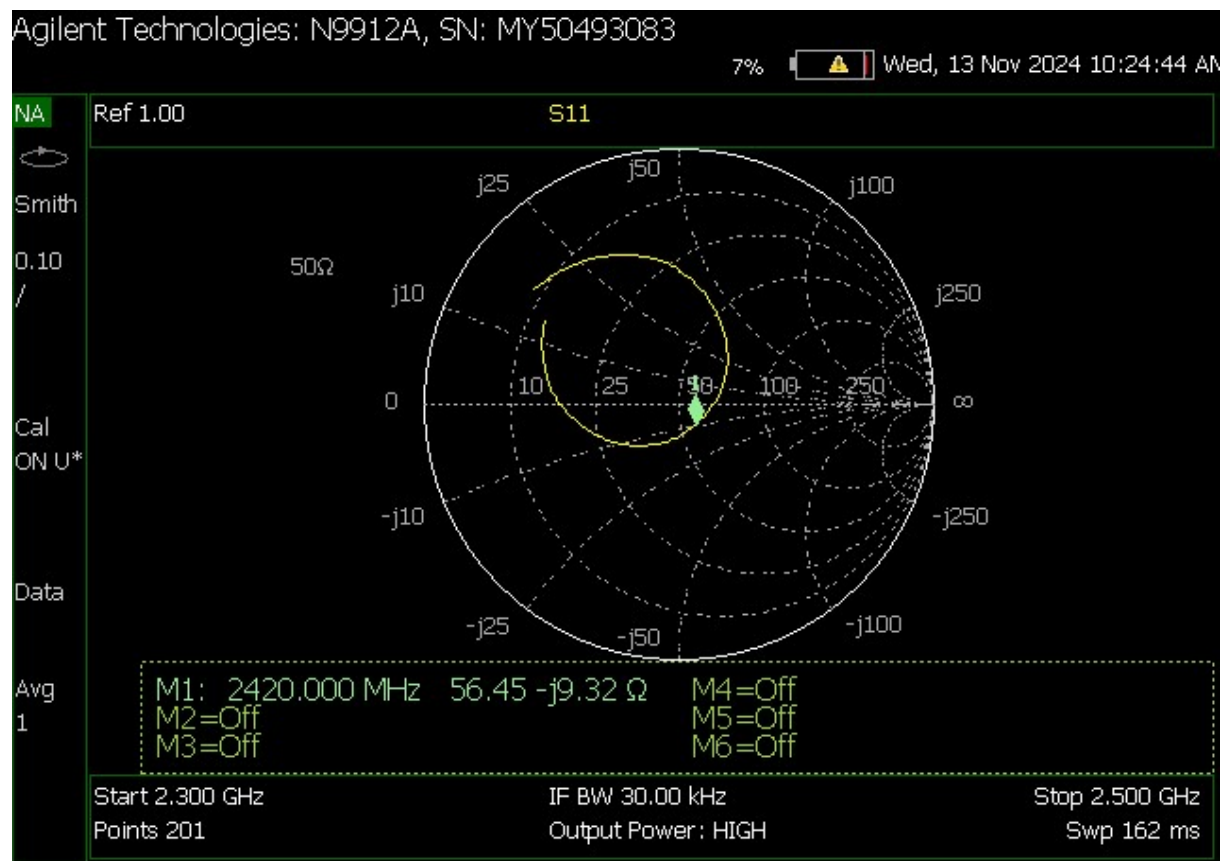 Agilent Technologies: N9912A, SN: MY50493083
7% Wed, 13 Nov 2024 10:24:44 AM
NA Ref 1.00 S11
Smith
0.10
/
Cal
ON U*
Data
Avg
1
50Ω
j10
j25
j50
j100
j250
0 10 25 50 100 250 ∞
1
-j10
-j25
-j50
-j100
-j250
M1: 2420.000 MHz 56.45 -j9.32 Ω M4=Off
M2=Off M5=Off
M3=Off M6=Off
Start 2.300 GHz IF BW 30.00 kHz Stop 2.500 GHz
Points 201 Output Power: HIGH Swp 162 ms